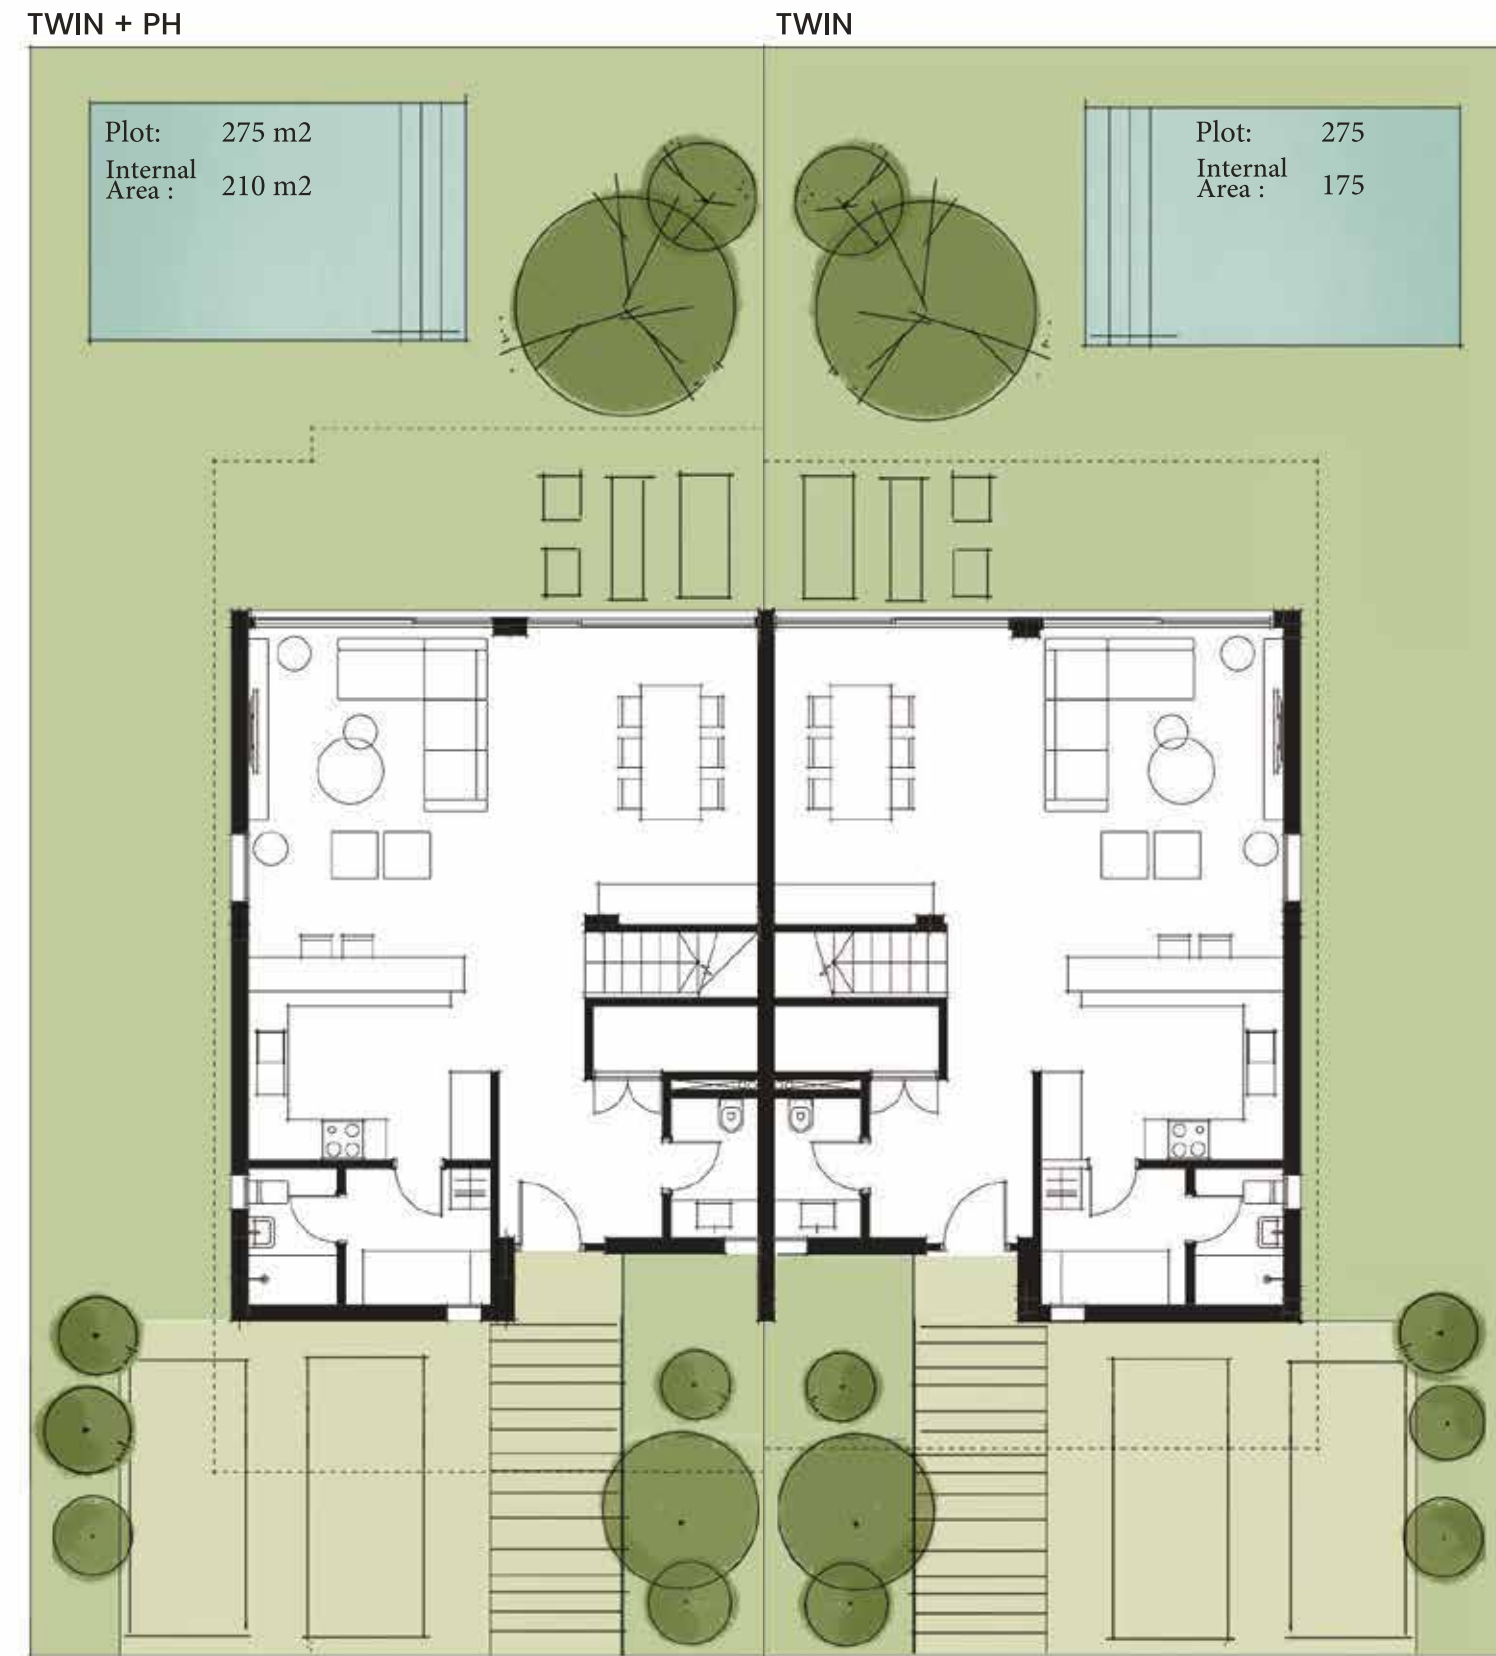 TWIN + PH
TWIN
Plot: 275 m2
Internal
Area : 210 m2
Plot: 275
Internal
Area : 175